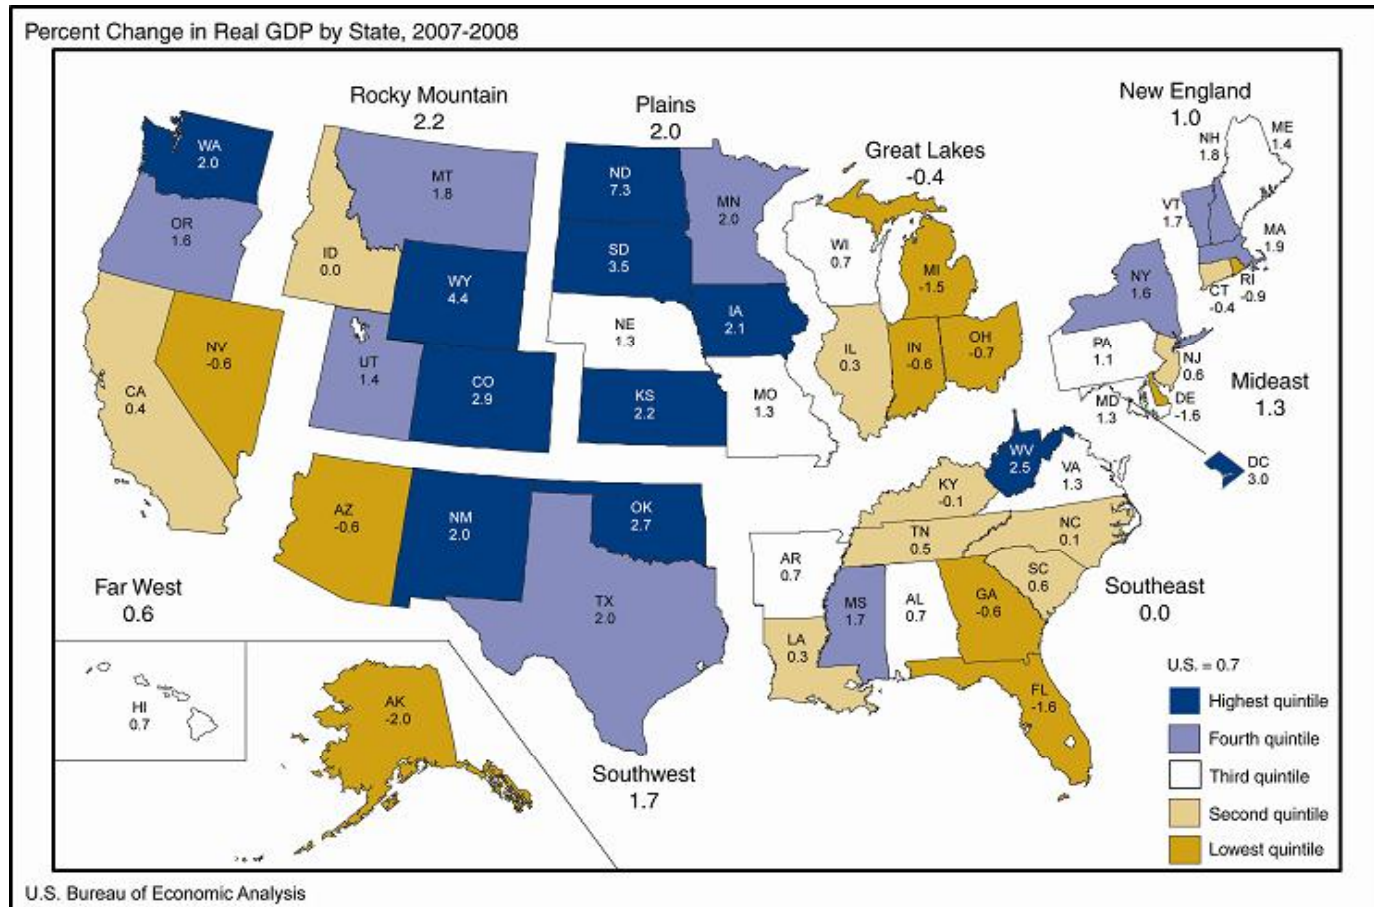 Percent Change in Real GDP by State, 2007-2008
Rocky Mountain
2.2
Plains
2.0
Great Lakes
-0.4
New England
1.0
Mideast
1.3
Southeast
0.0
Southwest
1.7
Far West
0.6
WA
2.0
OR
1.6
CA
0.4
NV
-0.6
ID
0.0
MT
1.8
WY
4.4
UT
1.4
CO
2.9
AZ
-0.6
NM
2.0
OK
2.7
TX
2.0
ND
7.3
SD
3.5
NE
1.3
KS
2.2
MN
2.0
IA
2.1
MO
1.3
WI
0.7
IL
0.3
MI
-1.5
IN
-0.6
OH
-0.7
NH
1.8
ME
1.4
VT
1.7
MA
1.9
RI
-0.9
CT
-0.4
NY
1.6
PA
1.1
NJ
0.6
MD
1.3
DE
-1.6
DC
3.0
WV
2.5
VA
1.3
KY
-0.1
TN
0.5
NC
0.1
SC
0.6
GA
-0.6
FL
-1.6
AL
0.7
MS
1.7
AR
0.7
LA
0.3
HI
0.7
AK
-2.0
U.S. = 0.7
Highest quintile
Fourth quintile
Third quintile
Second quintile
Lowest quintile
U.S. Bureau of Economic Analysis